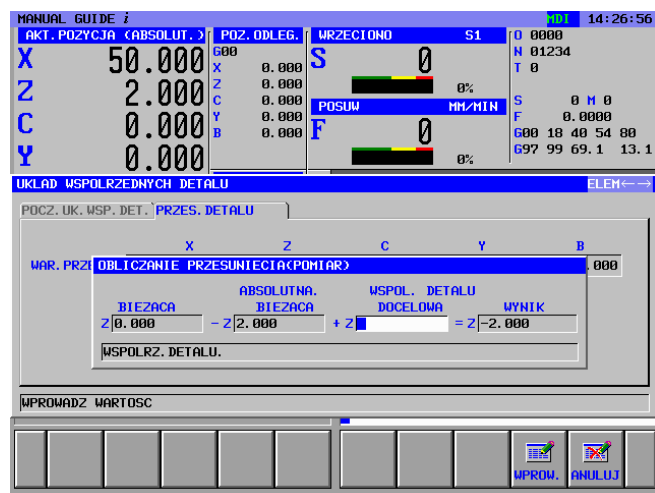 MANUAL GUIDE i MDI 14:26:56
AKT.POZYCJA (ABSOLUT.) POZ.ODLEG. WRZECIONO S1 O 0000
X 50.000 G00 S 0 N 01234
X 0.000 T 0
Z 2.000 Z 0.000 0%
C 0.000 POSUW MM/MIN S 0 M 0
C 0.000 Y 0.000 F 0 F 0.0000
B 0.000 G00 18 40 54 80
Y 0.000 0% G97 99 69.1 13.1
UKLAD WSPOLRZEDNYCH DETALU ELEM←→
POCZ.UK.WSP.DET. PRZES.DETALU
X Z C Y B
WAR.PRZE .000
OBLICZANIE PRZESUNIECIA(POMIAR)
ABSOLUTNA. WSPOL. DETALU
BIEZACA BIEZACA DOCELOWA WYNIK
Z 0.000 - Z 2.000 + Z = Z -2.000
WSPOLRZ.DETALU.
WPROWADZ WARTOSC
WPROW. ANULUJ